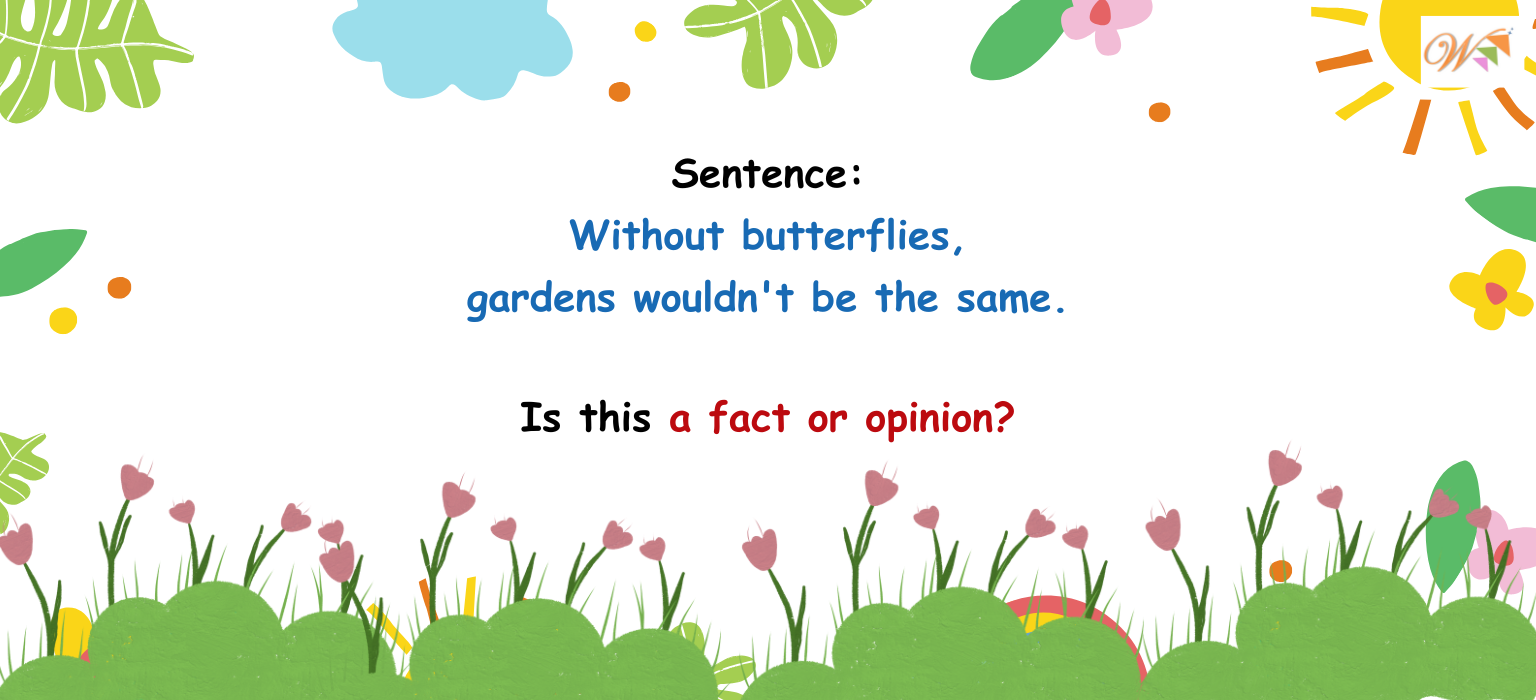 W
Sentence:
Without butterflies,
gardens wouldn't be the same.
Is this a fact or opinion?